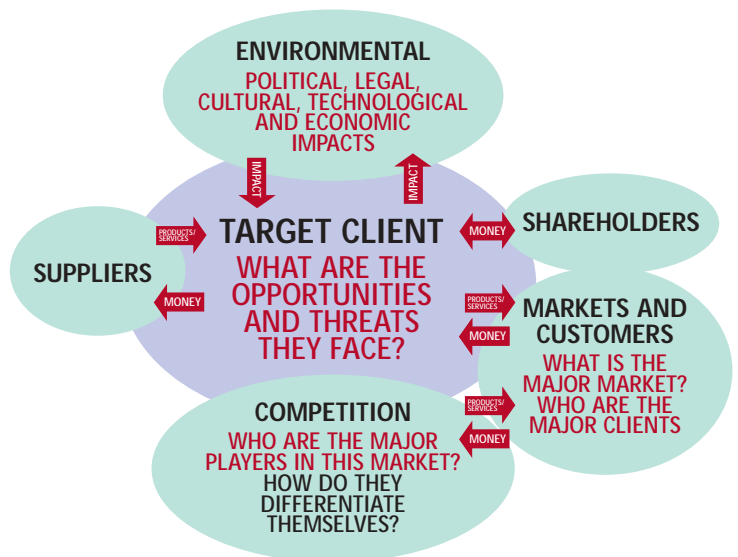 ENVIRONMENTAL
POLITICAL, LEGAL,
CULTURAL, TECHNOLOGICAL
AND ECONOMIC
IMPACTS
IMPACT
IMPACT
TARGET CLIENT
WHAT ARE THE
OPPORTUNITIES
AND THREATS
THEY FACE?
PRODUCTS/
SERVICES
SUPPLIERS
MONEY
MONEY
SHAREHOLDERS
PRODUCTS/
SERVICES
MONEY
MARKETS AND
CUSTOMERS
WHAT IS THE
MAJOR MARKET?
WHO ARE THE
MAJOR CLIENTS
PRODUCTS/
SERVICES
MONEY
COMPETITION
WHO ARE THE MAJOR
PLAYERS IN THIS MARKET?
HOW DO THEY
DIFFERENTIATE
THEMSELVES?